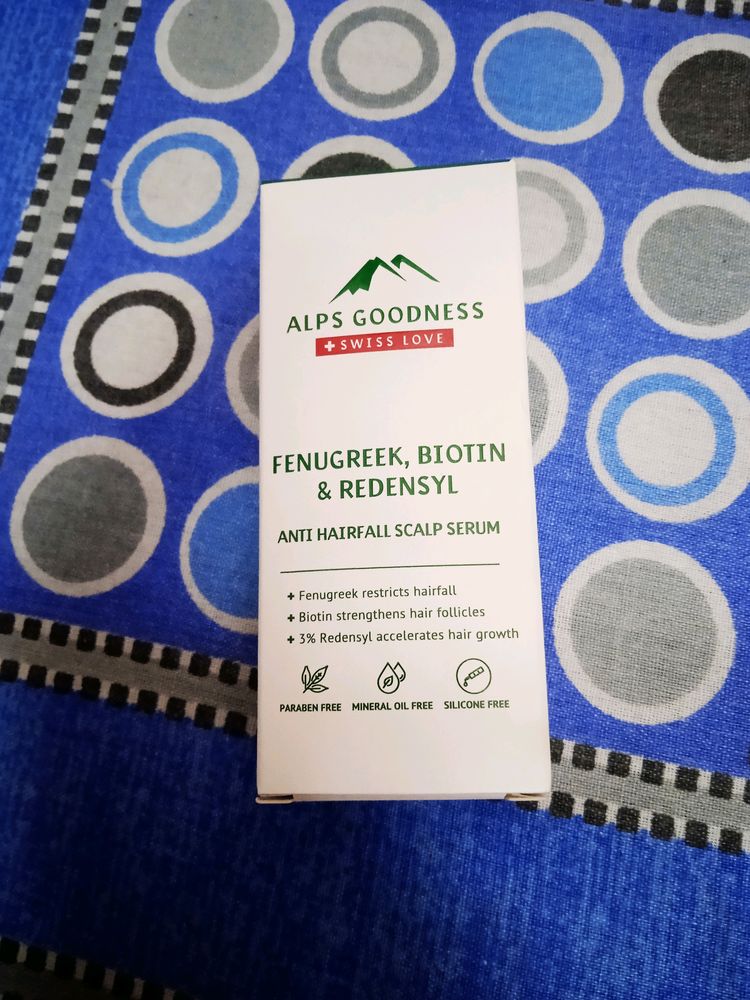 ALPS GOODNESS
+ SWISS LOVE
FENUGREEK, BIOTIN
& REDENSYL
ANTI HAIRFALL SCALP SERUM
+ Fenugreek restricts hairfall
+ Biotin strengthens hair follicles
+ 3% Redensyl accelerates hair growth
PARABEN FREE MINERAL OIL FREE SILICONE FREE